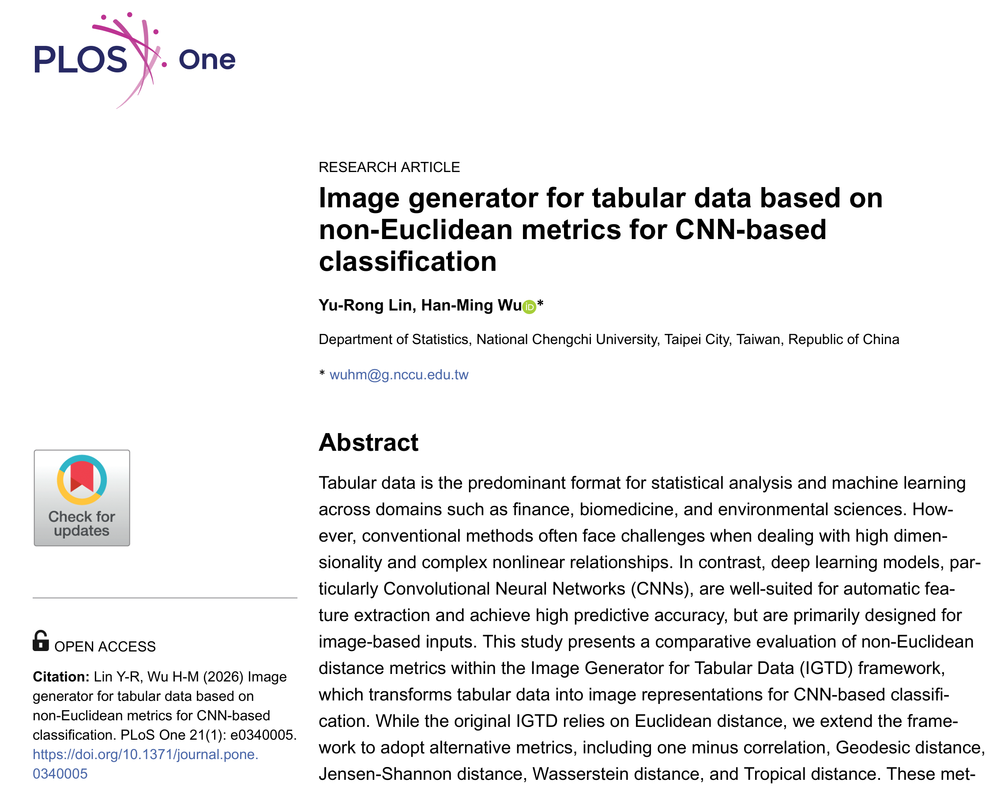 PLOS One
RESEARCH ARTICLE
Image generator for tabular data based on
non-Euclidean metrics for CNN-based
classification
Yu-Rong Lin, Han-Ming Wu iD *
Department of Statistics, National Chengchi University, Taipei City, Taiwan, Republic of China
* wuhm@g.nccu.edu.tw
Abstract
Tabular data is the predominant format for statistical analysis and machine learning
across domains such as finance, biomedicine, and environmental sciences. How-
ever, conventional methods often face challenges when dealing with high dimen-
sionality and complex nonlinear relationships. In contrast, deep learning models, par-
ticularly Convolutional Neural Networks (CNNs), are well-suited for automatic fea-
ture extraction and achieve high predictive accuracy, but are primarily designed for
image-based inputs. This study presents a comparative evaluation of non-Euclidean
distance metrics within the Image Generator for Tabular Data (IGTD) framework,
which transforms tabular data into image representations for CNN-based classifi-
cation. While the original IGTD relies on Euclidean distance, we extend the frame-
work to adopt alternative metrics, including one minus correlation, Geodesic distance,
Jensen-Shannon distance, Wasserstein distance, and Tropical distance. These met-
Check for
updates
OPEN ACCESS
Citation: Lin Y-R, Wu H-M (2026) Image
generator for tabular data based on
non-Euclidean metrics for CNN-based
classification. PLoS One 21(1): e0340005.
https://doi.org/10.1371/journal.pone.
0340005